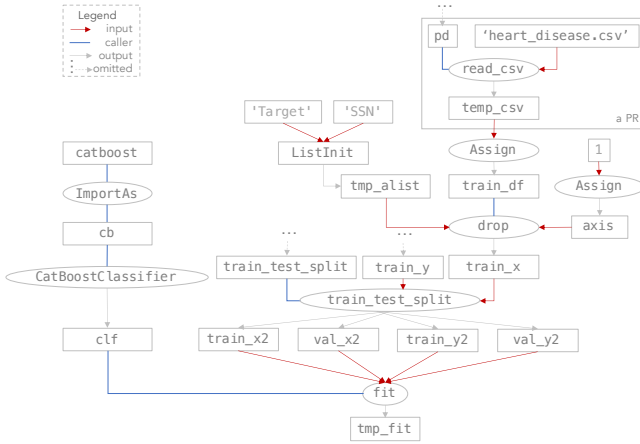 Legend
input
caller
output
omitted
...
pd
‘heart_disease.csv’
read_csv
temp_csv
a PR
'Target'
'SSN'
catboost
ListInit
Assign
1
ImportAs
tmp_alist
train_df
Assign
cb
...
...
drop
axis
CatBoostClassifier
train_test_split
train_y
train_x
train_test_split
clf
train_x2
val_x2
train_y2
val_y2
fit
tmp_fit